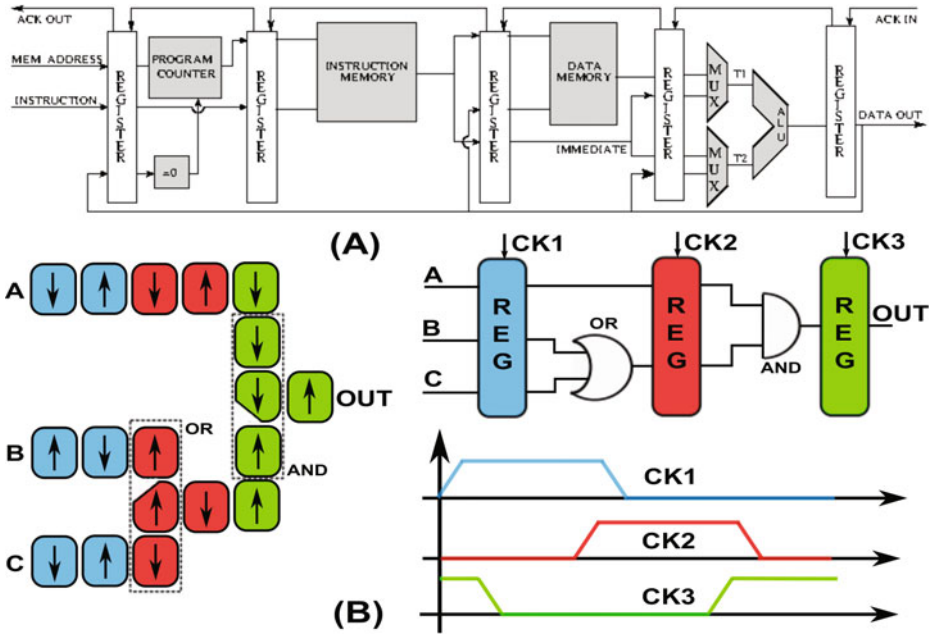 ACK OUT
ACK IN
MEM ADDRESS
INSTRUCTION
REGISTER
PROGRAM
COUNTER
=0
REGISTER
INSTRUCTION
MEMORY
REGISTER
DATA
MEMORY
IMMEDIATE
REGISTER
MUX
T1
MUX
T2
ALU
REGISTER
DATA OUT
(A)
A
B
C
OR
AND
OUT
CK1
CK2
CK3
A
B
C
REG
OR
REG
AND
REG
OUT
CK1
CK2
CK3
(B)